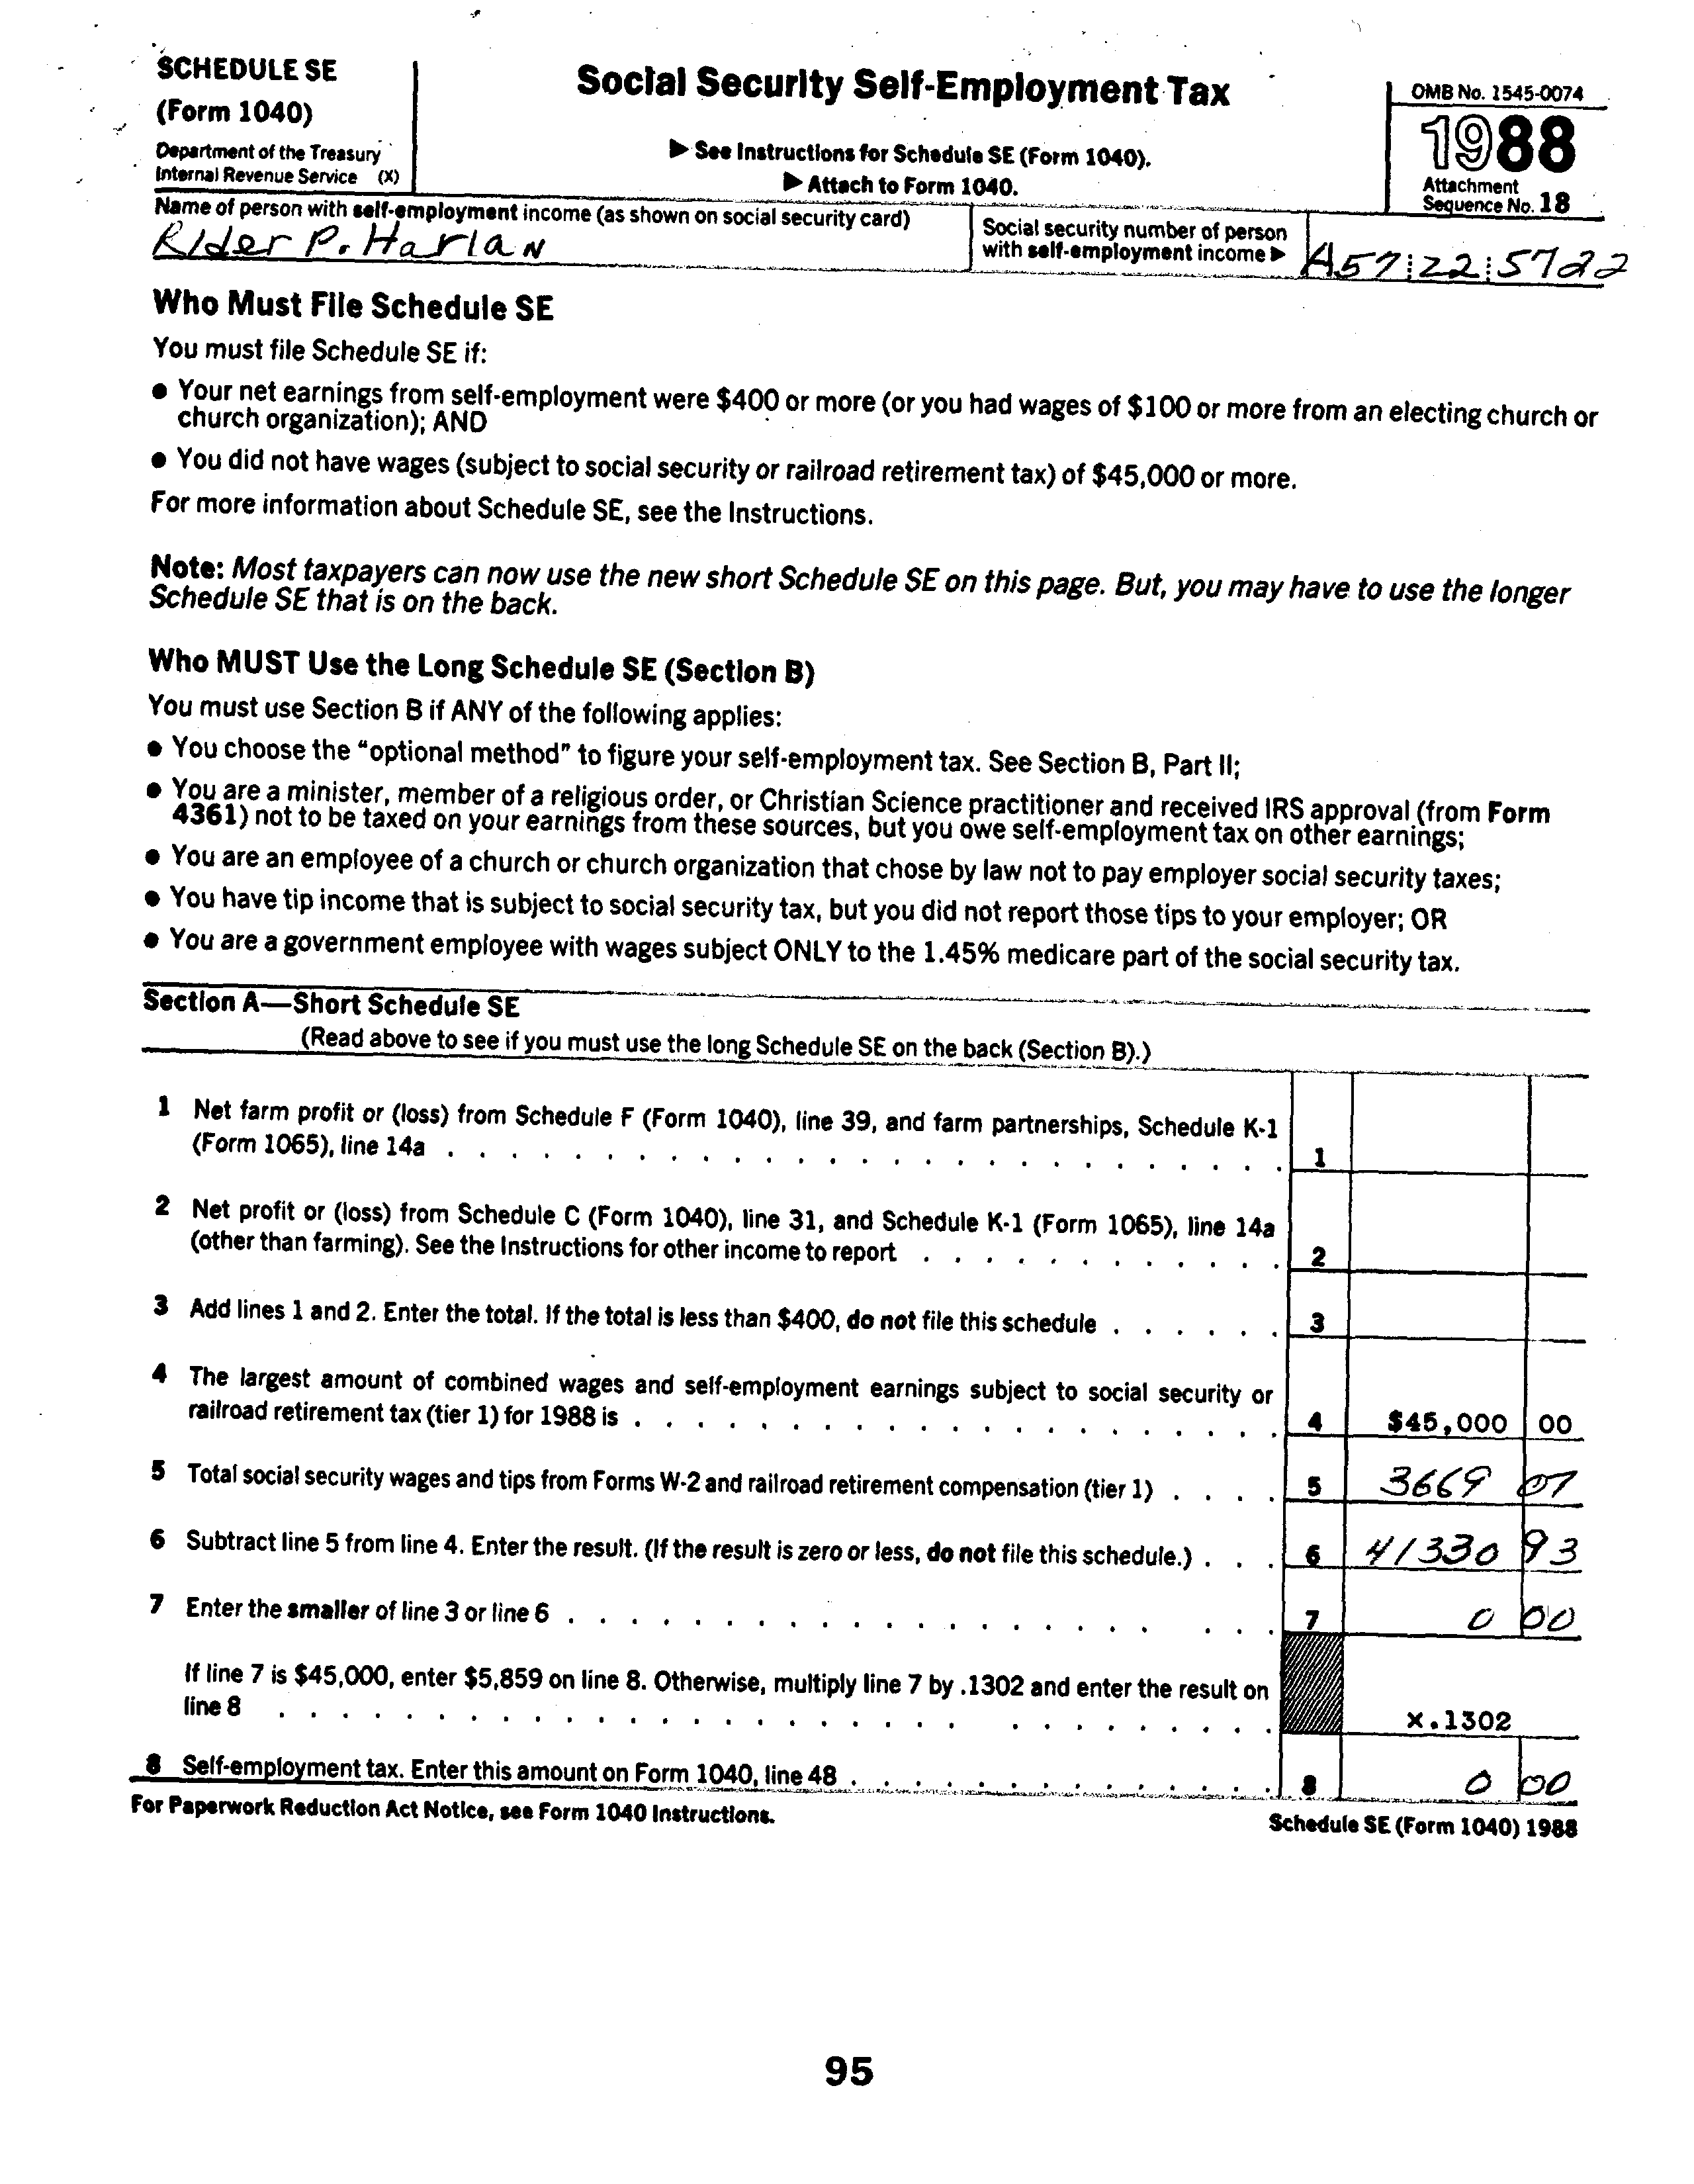 SCHEDULE SE
(Form 1040)
Department of the Treasury
Internal Revenue Service (X)
Social Security Self-Employment Tax
▶ See Instructions for Schedule SE (Form 1040).
▶ Attach to Form 1040.
OMB No. 1545-0074
1988
Attachment
Sequence No. 18
Name of person with self-employment income (as shown on social security card)
Rider P. Harlan
Social security number of person
with self-employment income ▶
A57 22 5722
Who Must File Schedule SE
You must file Schedule SE if:
● Your net earnings from self-employment were $400 or more (or you had wages of $100 or more from an electing church or
church organization); AND
● You did not have wages (subject to social security or railroad retirement tax) of $45,000 or more.
For more information about Schedule SE, see the Instructions.
Note: Most taxpayers can now use the new short Schedule SE on this page. But, you may have to use the longer
Schedule SE that is on the back.
Who MUST Use the Long Schedule SE (Section B)
You must use Section B if ANY of the following applies:
● You choose the “optional method” to figure your self-employment tax. See Section B, Part II;
● You are a minister, member of a religious order, or Christian Science practitioner and received IRS approval (from Form
4361) not to be taxed on your earnings from these sources, but you owe self-employment tax on other earnings;
● You are an employee of a church or church organization that chose by law not to pay employer social security taxes;
● You have tip income that is subject to social security tax, but you did not report those tips to your employer; OR
● You are a government employee with wages subject ONLY to the 1.45% medicare part of the social security tax.
Section A—Short Schedule SE
(Read above to see if you must use the long Schedule SE on the back (Section B).)
1 Net farm profit or (loss) from Schedule F (Form 1040), line 39, and farm partnerships, Schedule K-1
(Form 1065), line 14a . . . . 1
2 Net profit or (loss) from Schedule C (Form 1040), line 31, and Schedule K-1 (Form 1065), line 14a
(other than farming). See the Instructions for other income to report . . . . 2
3 Add lines 1 and 2. Enter the total. If the total is less than $400, do not file this schedule . . . . 3
4 The largest amount of combined wages and self-employment earnings subject to social security or
railroad retirement tax (tier 1) for 1988 is . . . . 4 $45,000 00
5 Total social security wages and tips from Forms W-2 and railroad retirement compensation (tier 1) . . . . 5 3669 07
6 Subtract line 5 from line 4. Enter the result. (If the result is zero or less, do not file this schedule.) . . . 6 41330 93
7 Enter the smaller of line 3 or line 6 . . . . 7 0 00
If line 7 is $45,000, enter $5,859 on line 8. Otherwise, multiply line 7 by .1302 and enter the result on
line 8 . . . . x.1302
8 Self-employment tax. Enter this amount on Form 1040, line 48 . . . . 8 0 00
For Paperwork Reduction Act Notice, see Form 1040 Instructions.
Schedule SE (Form 1040) 1988
95